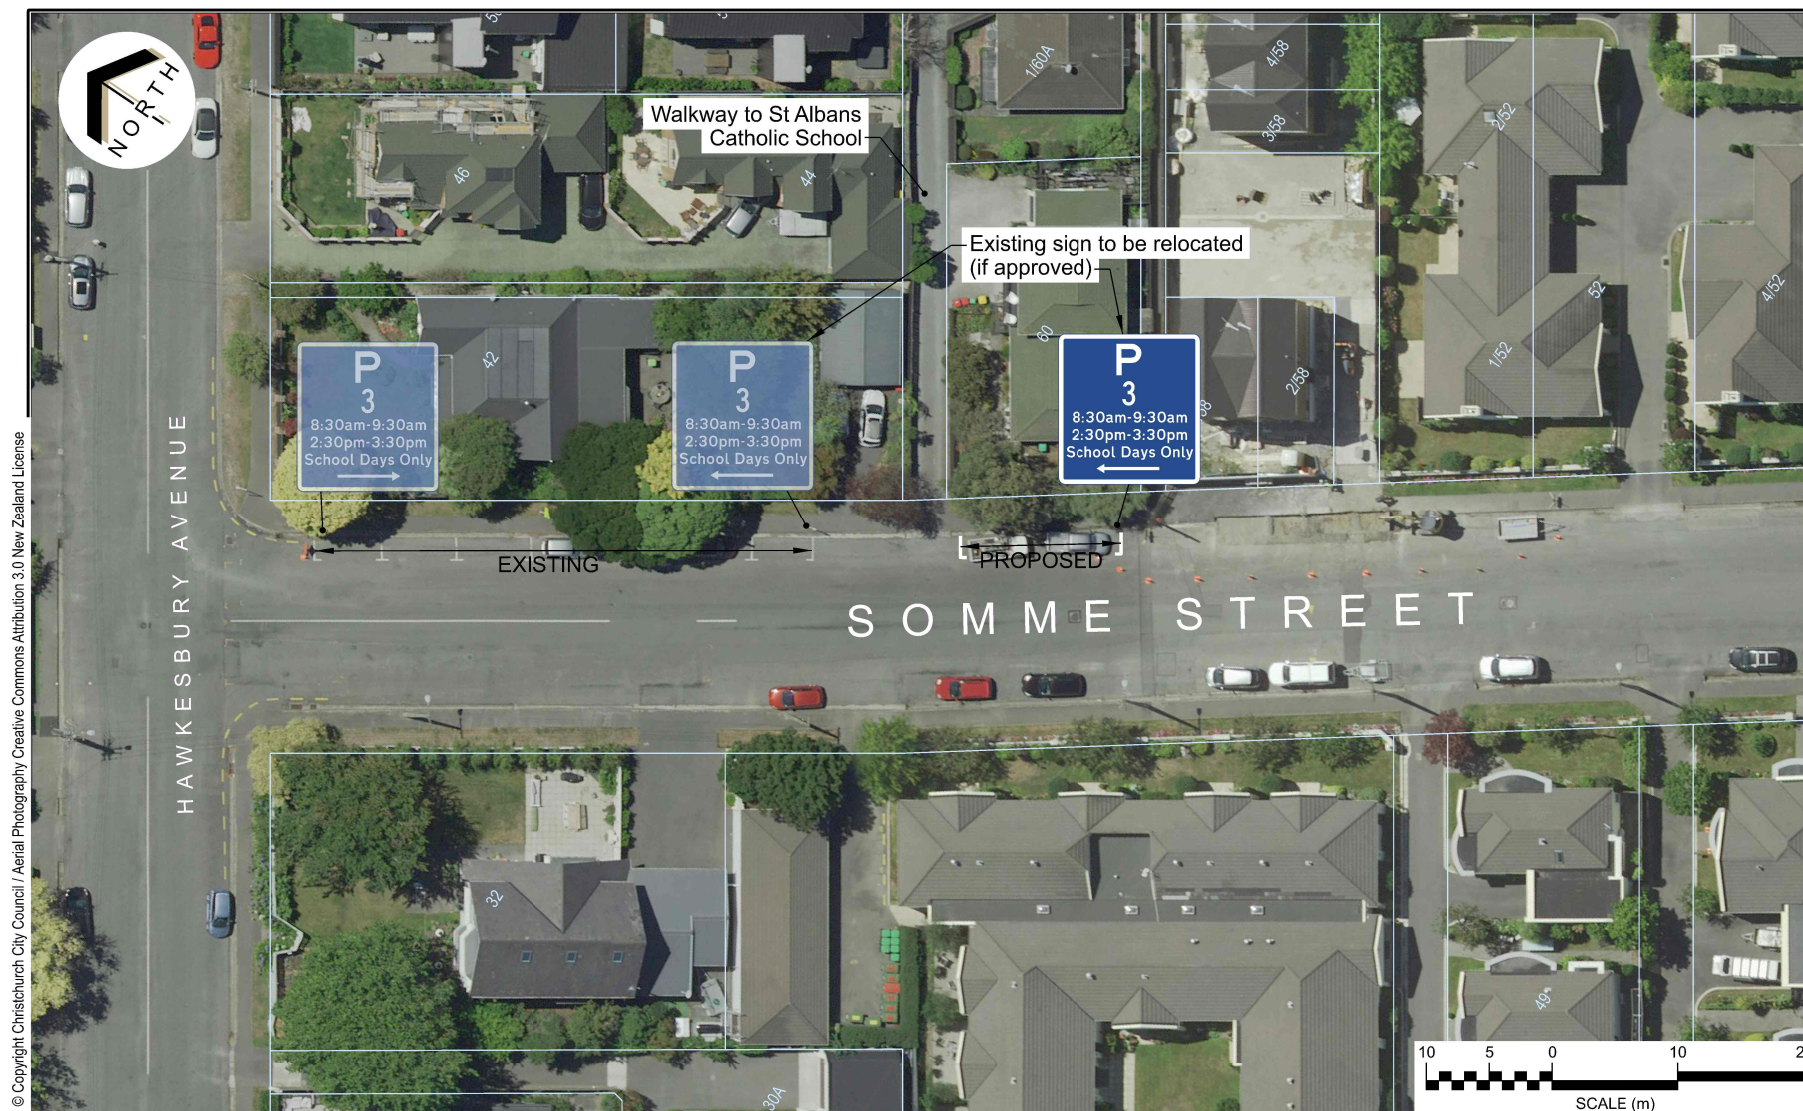 NORTH
Walkway to St Albans
Catholic School
Existing sign to be relocated
(if approved)
1/60A
4/58
3/58
2/52
4/52
52
1/52
46
44
42
60
2/58
P
3
8:30am-9:30am
2:30pm-3:30pm
School Days Only
P
3
8:30am-9:30am
2:30pm-3:30pm
School Days Only
P
3
8:30am-9:30am
2:30pm-3:30pm
School Days Only
EXISTING
PROPOSED
SOMME STREET
HAWKESBURY AVENUE
32
49
30A
10 5 0 10
SCALE (m)
© Copyright Christchurch City Council / Aerial Photography Creative Commons Attribution 3.0 New Zealand License